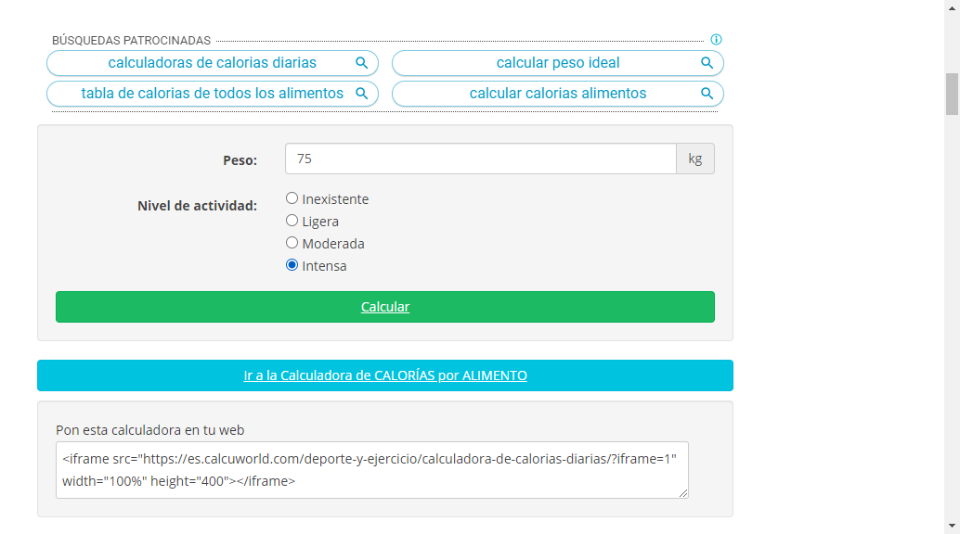 BÚSQUEDAS PATROCINADAS
calculadoras de calorias diarias
calcular peso ideal
tabla de calorias de todos los alimentos
calcular calorias alimentos
Peso: 75 kg
Nivel de actividad: Inexistente
Ligera
Moderada
Intensa
Calcular
Ir a la Calculadora de CALORÍAS por ALIMENTO
Pon esta calculadora en tu web
<iframe src="https://es.calcuworld.com/deporte-y-ejercicio/calculadora-de-calorias-diarias/?iframe=1"
width="100%" height="400"></iframe>